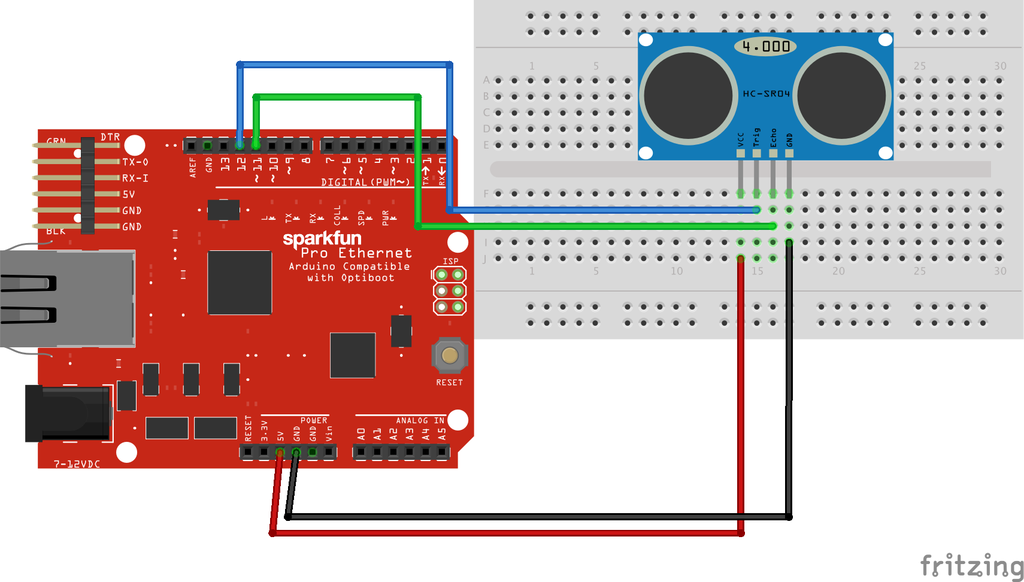 4.000
HC-SR04
VCC
Trig
Echo
GND
1
5
25
30
A
B
C
D
E
F
I
J
1
5
10
15
20
25
30
GRN
DTR
TX-0
RX-I
5V
GND
GND
BLK
AREF
GND
13
12
~11
~10
~9
8
7
~6
~5
4
~3
2
TX→1
RX←0
DIGITAL(PWM~)
L
TX
RX
COLL
SPD
PWR
sparkfun
Pro Ethernet
Arduino Compatible
with Optiboot
ISP
RESET
POWER
ANALOG IN
RESET
3.3V
5V
GND
GND
Vin
A0
A1
A2
A3
A4
A5
7-12VDC
fritzing